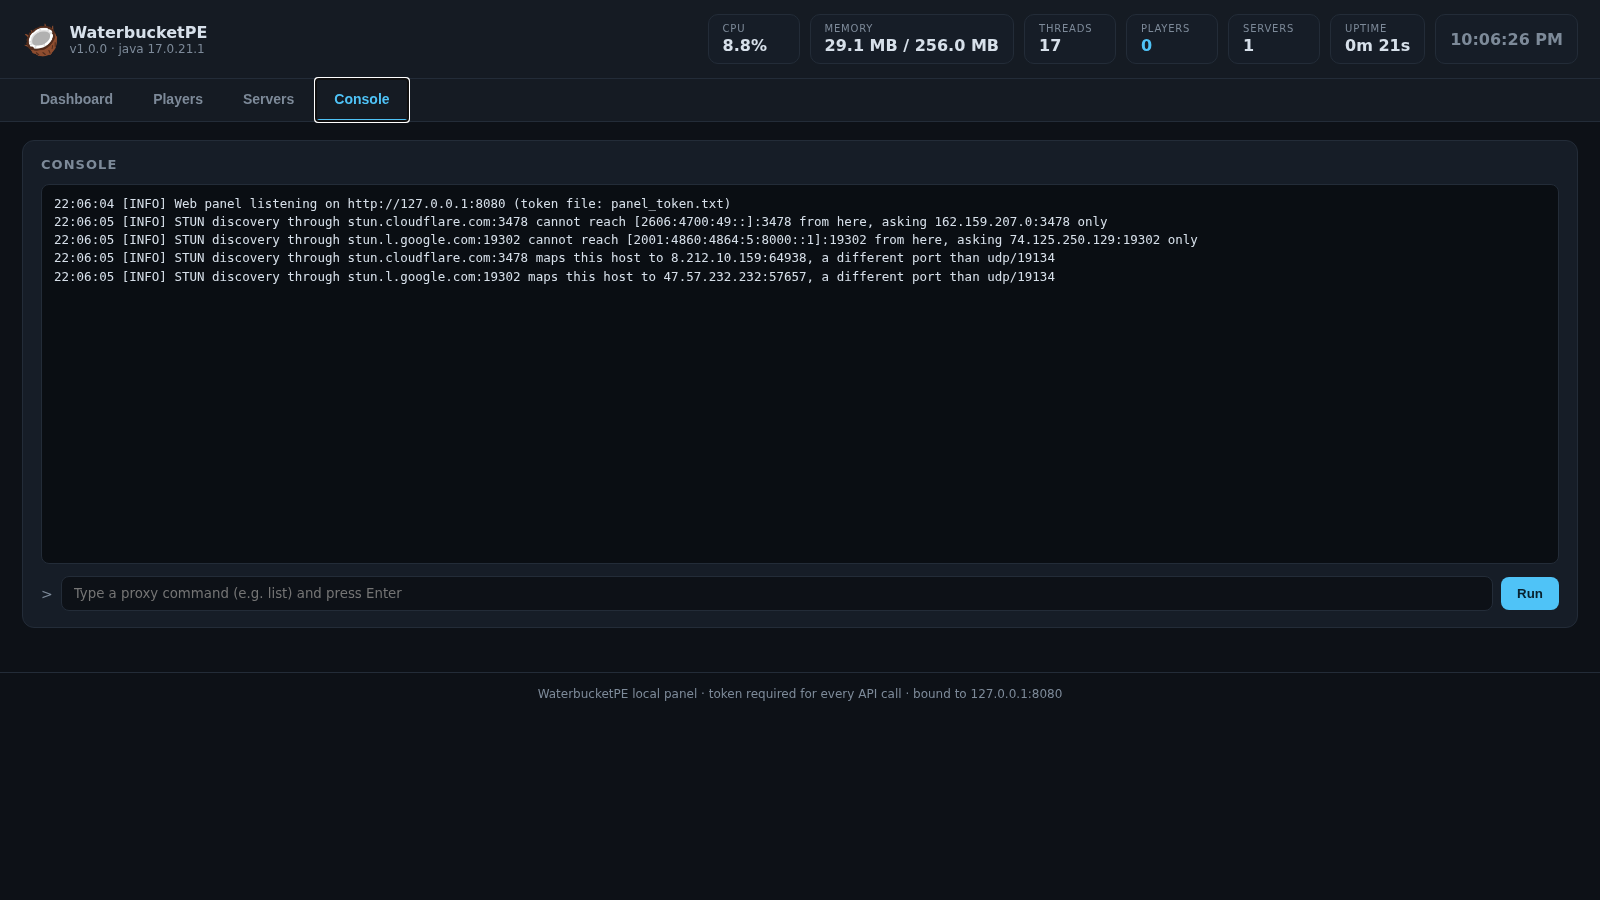 WaterbucketPE
v1.0.0 · java 17.0.21.1
CPU
8.8%
MEMORY
29.1 MB / 256.0 MB
THREADS
17
PLAYERS
0
SERVERS
1
UPTIME
0m 21s
10:06:26 PM
Dashboard
Players
Servers
Console
CONSOLE
22:06:04 [INFO] Web panel listening on http://127.0.0.1:8080 (token file: panel_token.txt)
22:06:05 [INFO] STUN discovery through stun.cloudflare.com:3478 cannot reach [2606:4700:49::]:3478 from here, asking 162.159.207.0:3478 only
22:06:05 [INFO] STUN discovery through stun.l.google.com:19302 cannot reach [2001:4860:4864:5:8000::1]:19302 from here, asking 74.125.250.129:19302 only
22:06:05 [INFO] STUN discovery through stun.cloudflare.com:3478 maps this host to 8.212.10.159:64938, a different port than udp/19134
22:06:05 [INFO] STUN discovery through stun.l.google.com:19302 maps this host to 47.57.232.232:57657, a different port than udp/19134
> Type a proxy command (e.g. list) and press Enter
Run
WaterbucketPE local panel · token required for every API call · bound to 127.0.0.1:8080